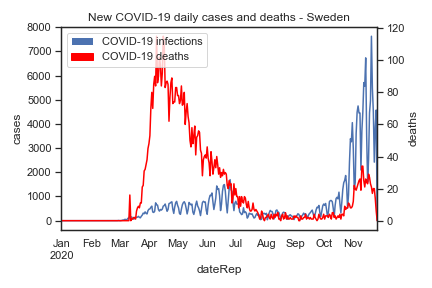 New COVID-19 daily cases and deaths - Sweden
COVID-19 infections
COVID-19 deaths
8000
7000
6000
5000
4000
3000
2000
1000
0
cases
120
100
80
60
40
20
0
deaths
Jan Feb Mar Apr May Jun Jul Aug Sep Oct Nov
2020
dateRep